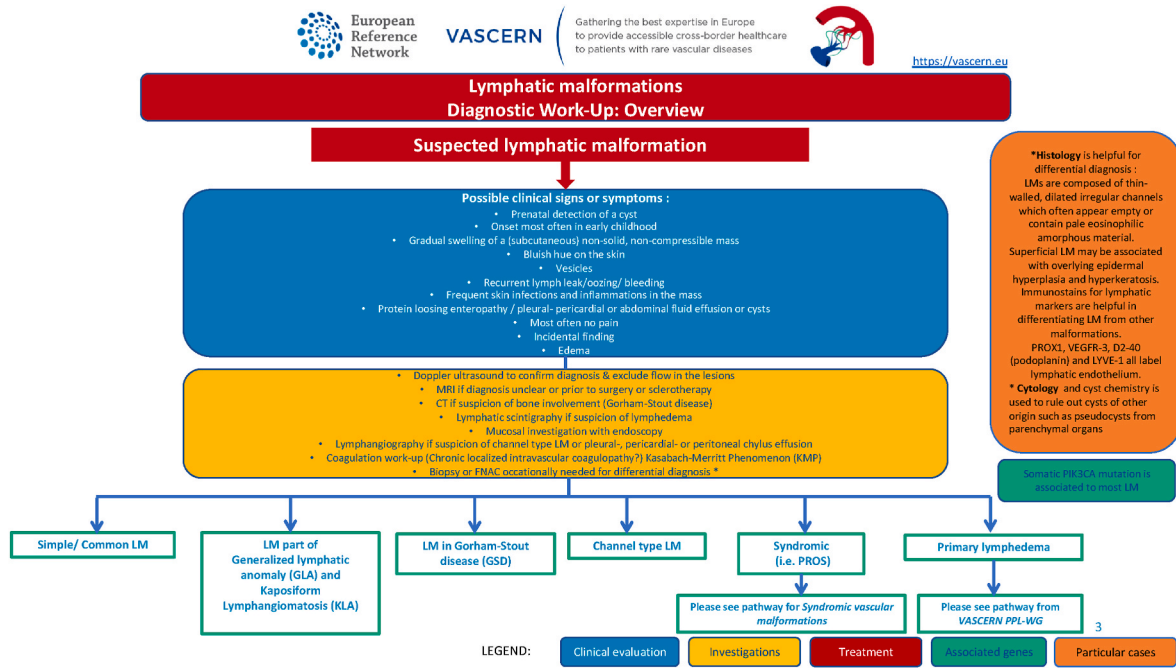 European
Reference
Network
VASCERN
Gathering the best expertise in Europe
to provide accessible cross-border healthcare
to patients with rare vascular diseases
https://vascern.eu
Lymphatic malformations
Diagnostic Work-Up: Overview
Suspected lymphatic malformation
Possible clinical signs or symptoms :
• Prenatal detection of a cyst
• Onset most often in early childhood
• Gradual swelling of a (subcutaneous) non-solid, non-compressible mass
• Bluish hue on the skin
• Vesicles
• Recurrent lymph leak/oozing/ bleeding
• Frequent skin infections and inflammations in the mass
• Protein loosing enteropathy / pleural- pericardial or abdominal fluid effusion or cysts
• Most often no pain
• Incidental finding
• Edema
• Doppler ultrasound to confirm diagnosis & exclude flow in the lesions
• MRI if diagnosis unclear or prior to surgery or sclerotherapy
• CT if suspicion of bone involvement (Gorham-Stout disease)
• Lymphatic scintigraphy if suspicion of lymphedema
• Mucosal investigation with endoscopy
• Lymphangiography if suspicion of channel type LM or pleural-, pericardial- or peritoneal chylus effusion
• Coagulation work-up (Chronic localized intravascular coagulopathy?) Kasabach-Merritt Phenomenon (KMP)
• Biopsy or FNAC occationally needed for differential diagnosis *
*Histology is helpful for
differential diagnosis :
LMs are composed of thin-
walled, dilated irregular channels
which often appear empty or
contain pale eosinophilic
amorphous material.
Superficial LM may be associated
with overlying epidermal
hyperplasia and hyperkeratosis.
Immunostains for lymphatic
markers are helpful in
differentiating LM from other
malformations.
PROX1, VEGFR-3, D2-40
(podoplanin) and LYVE-1 all label
lymphatic endothelium.
* Cytology and cyst chemistry is
used to rule out cysts of other
origin such as pseudocysts from
parenchymal organs
Somatic PIK3CA mutation is
associated to most LM
Simple/ Common LM
LM part of
Generalized lymphatic
anomaly (GLA) and
Kaposiform
Lymphangiomatosis (KLA)
LM in Gorham-Stout
disease (GSD)
Channel type LM
Syndromic
(i.e. PROS)
Primary lymphedema
Please see pathway for Syndromic vascular
malformations
Please see pathway from
VASCERN PPL-WG
3
LEGEND:
Clinical evaluation
Investigations
Treatment
Associated genes
Particular cases